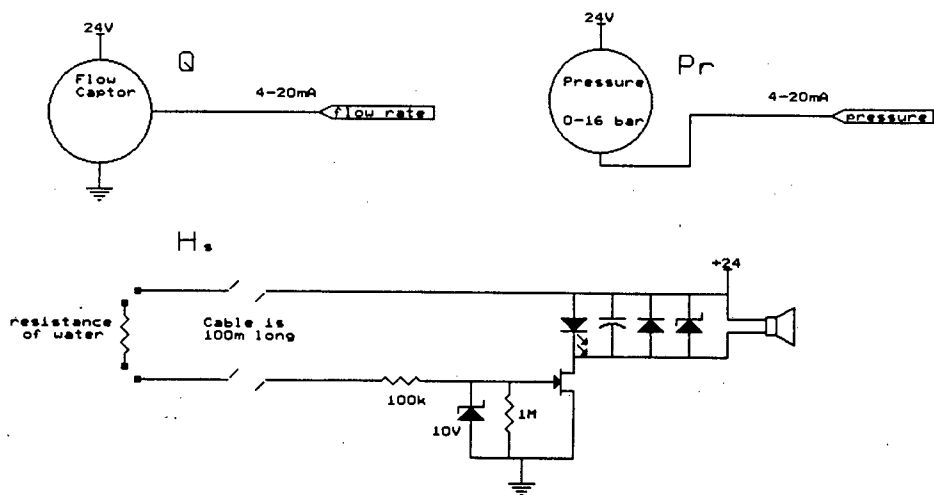 24V
Q
Flow
Captor
4-20mA
flow rate
24V
Pr
Pressure
0-16 bar
4-20mA
pressure
Hs
+24
resistance
of water
Cable is
100m long
100k
10V
1M